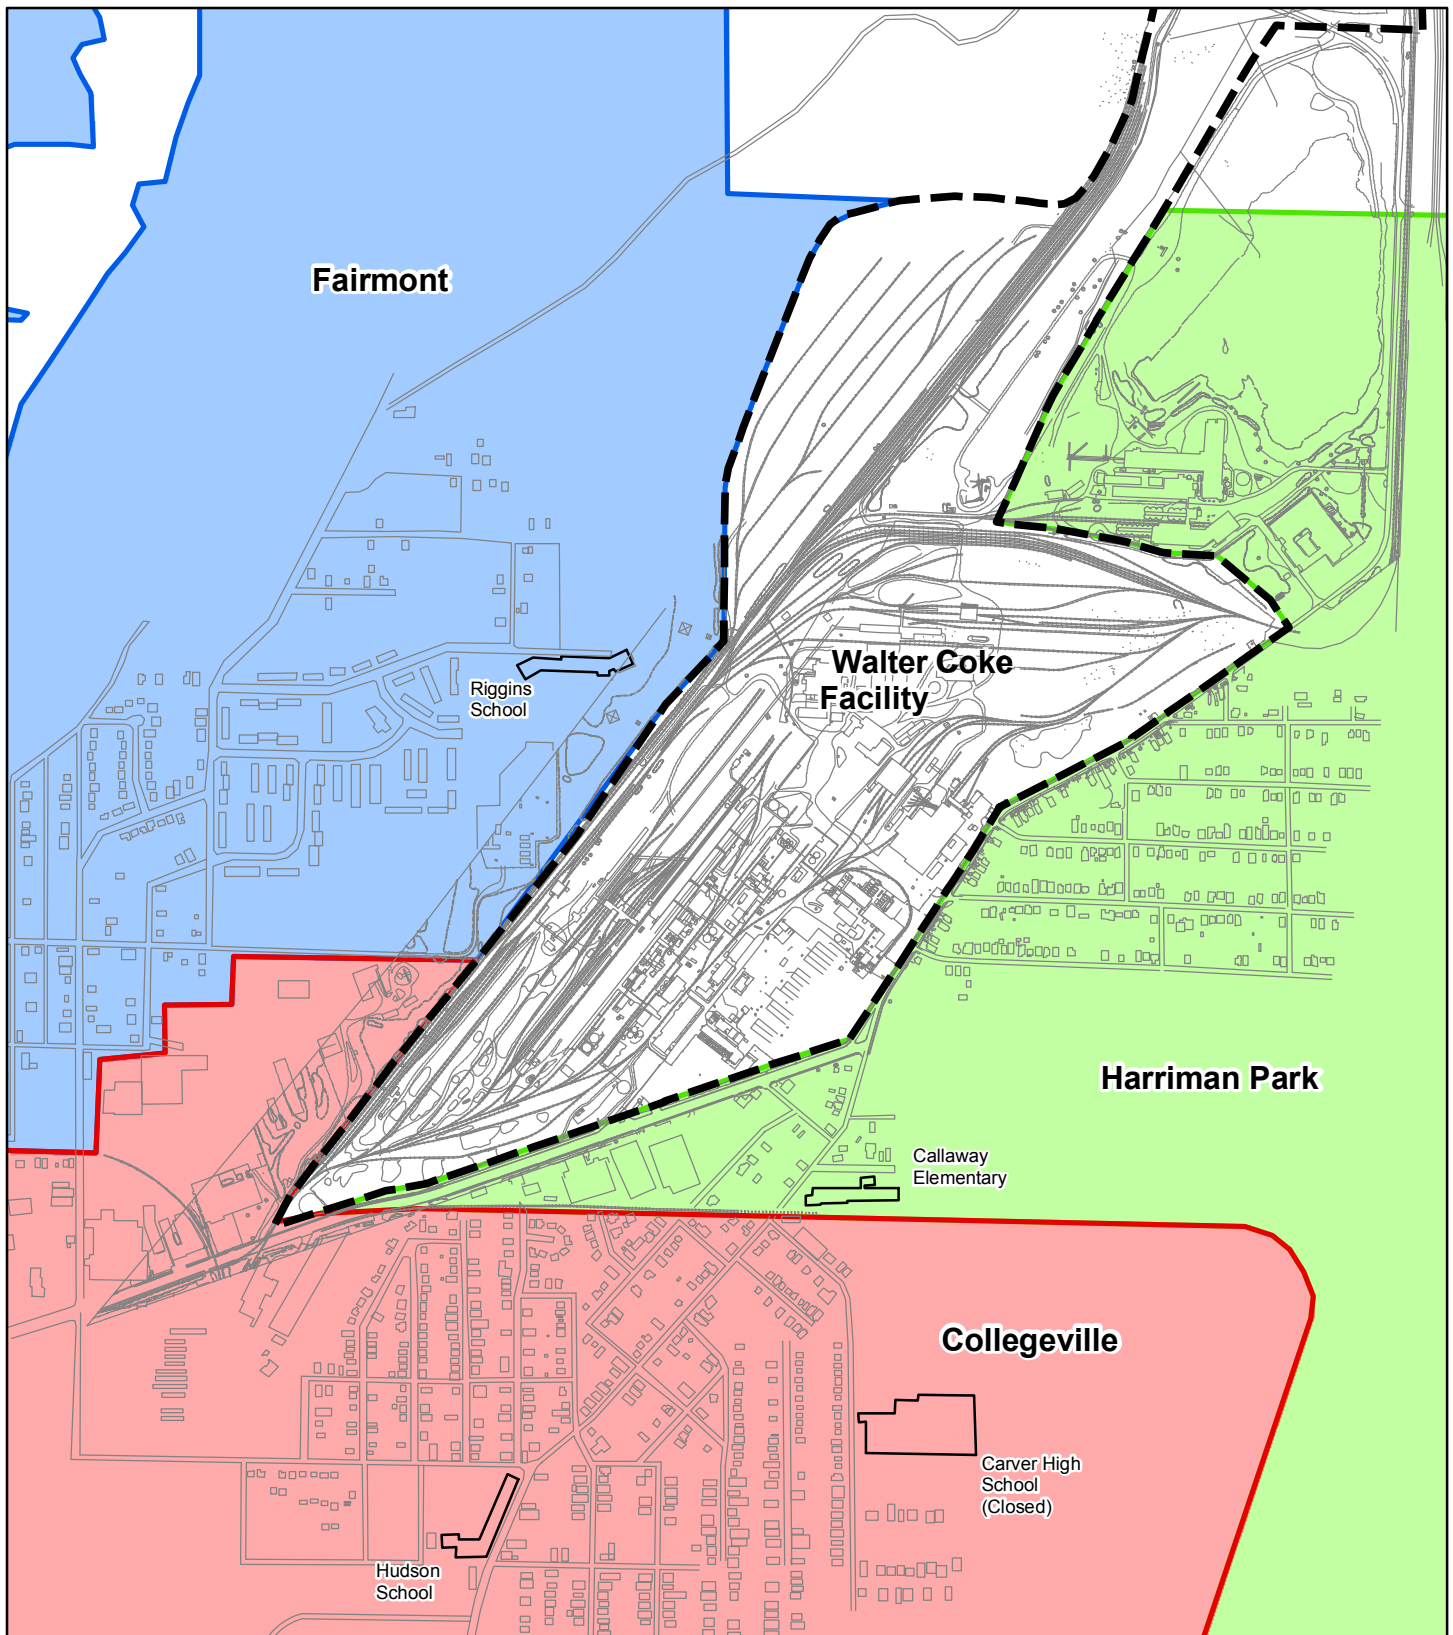 Fairmont
Riggins
School
Walter Coke
Facility
Harriman Park
Callaway
Elementary
Collegeville
Carver High
School
(Closed)
Hudson
School